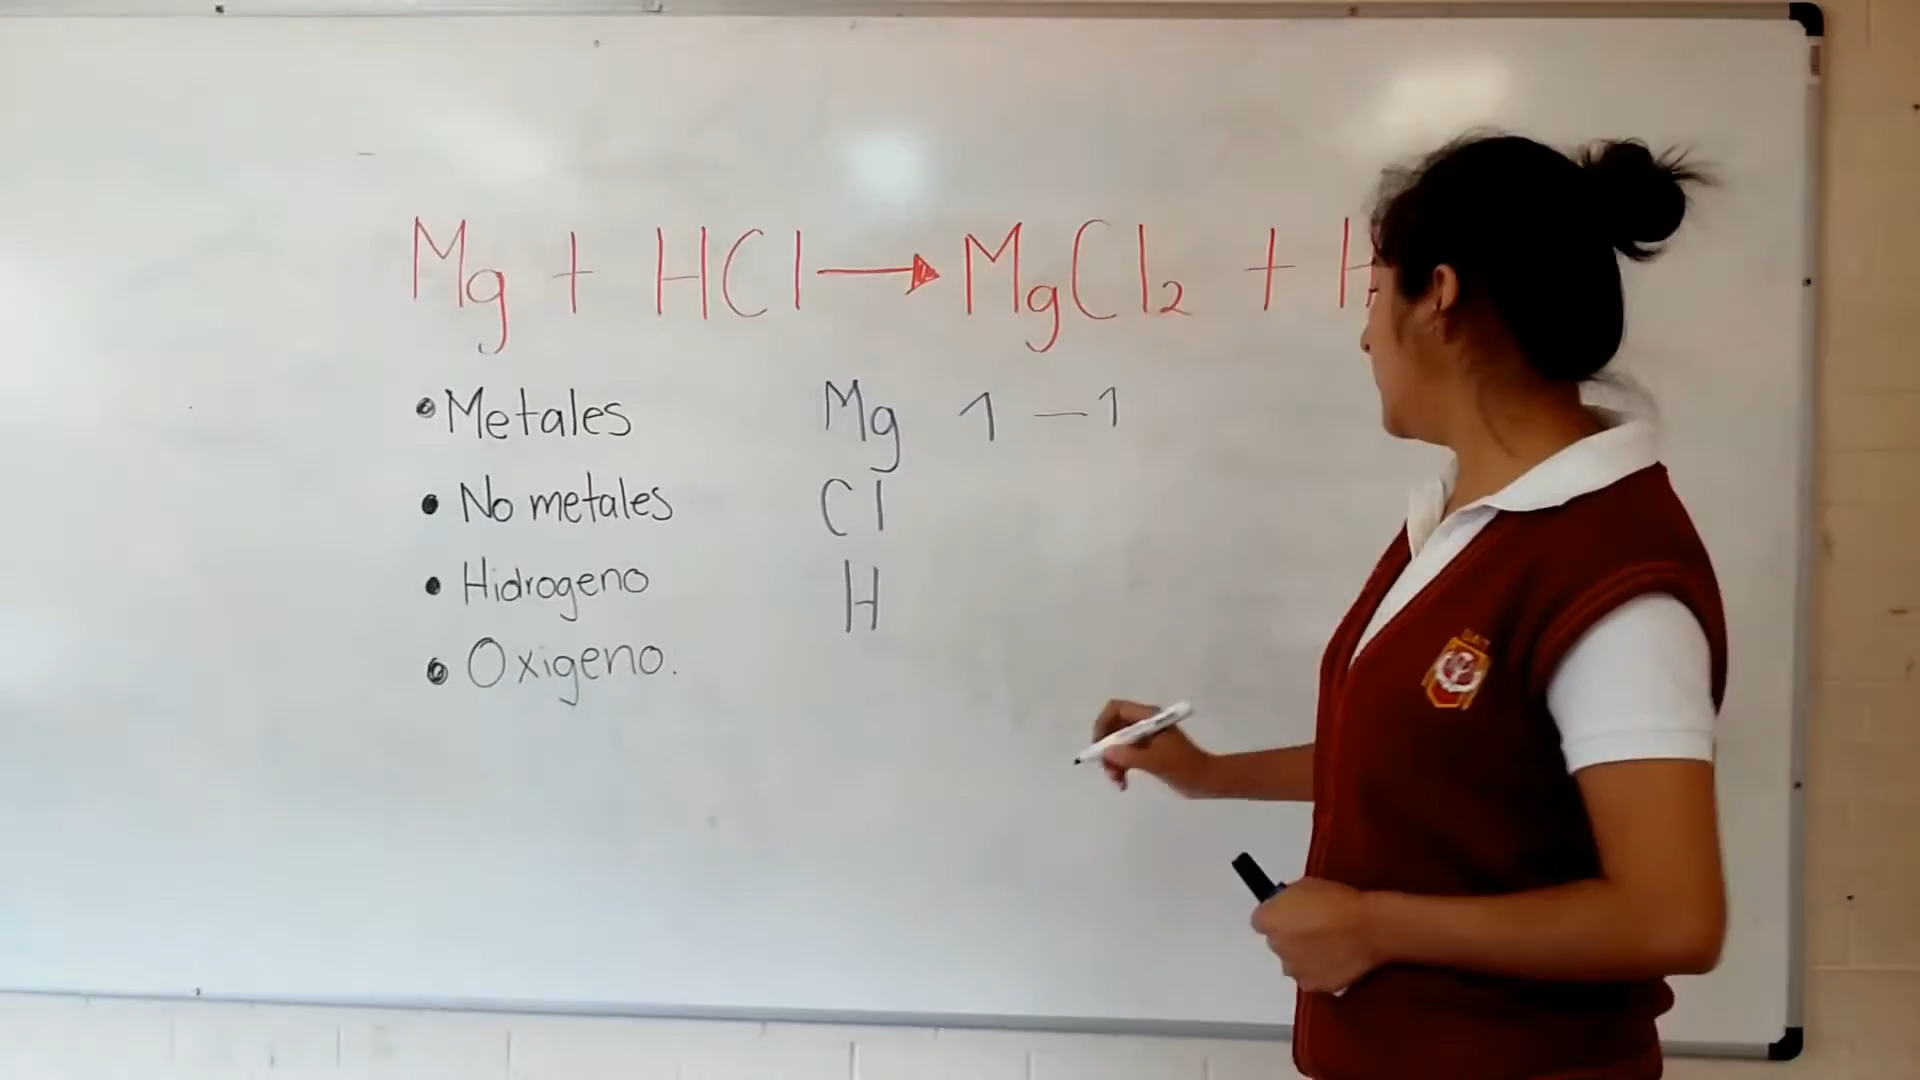 Mg + HCl → MgCl₂ + H
• Metales Mg 1 — 1
• No metales Cl
• Hidrogeno H
• Oxigeno.